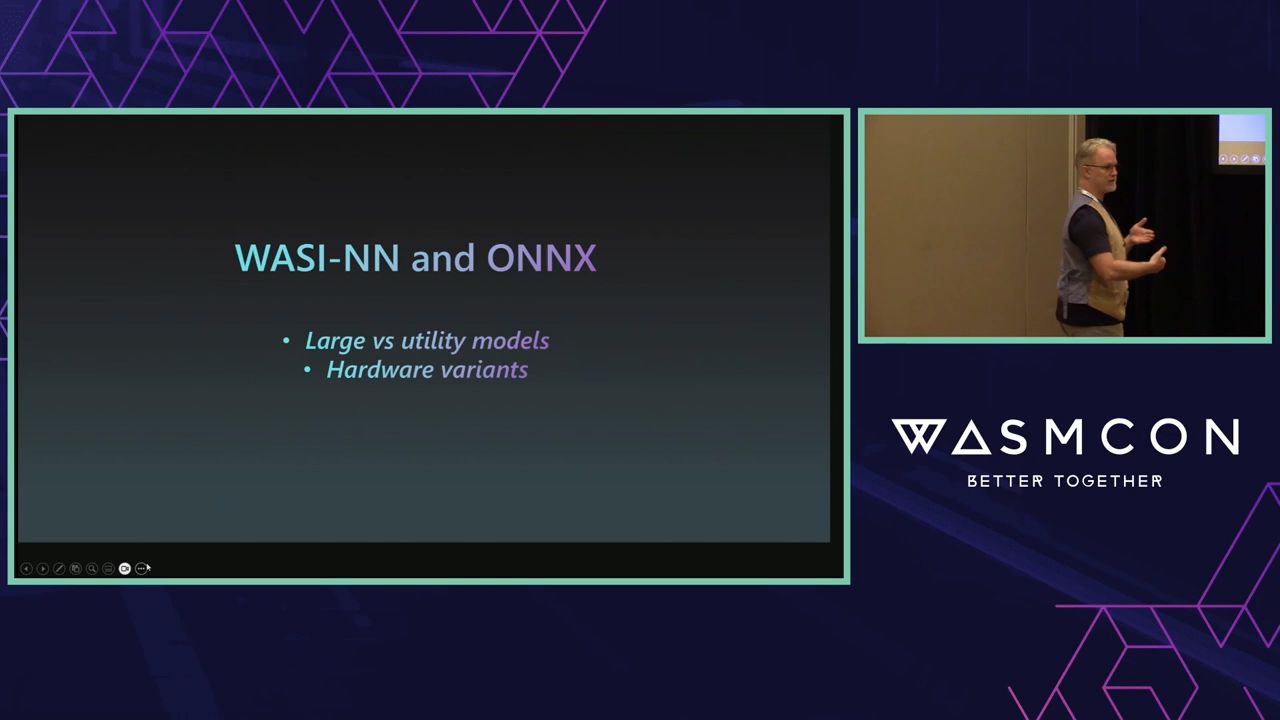 WASI-NN and ONNX
• Large vs utility models
• Hardware variants
WASMCON
BETTER TOGETHER